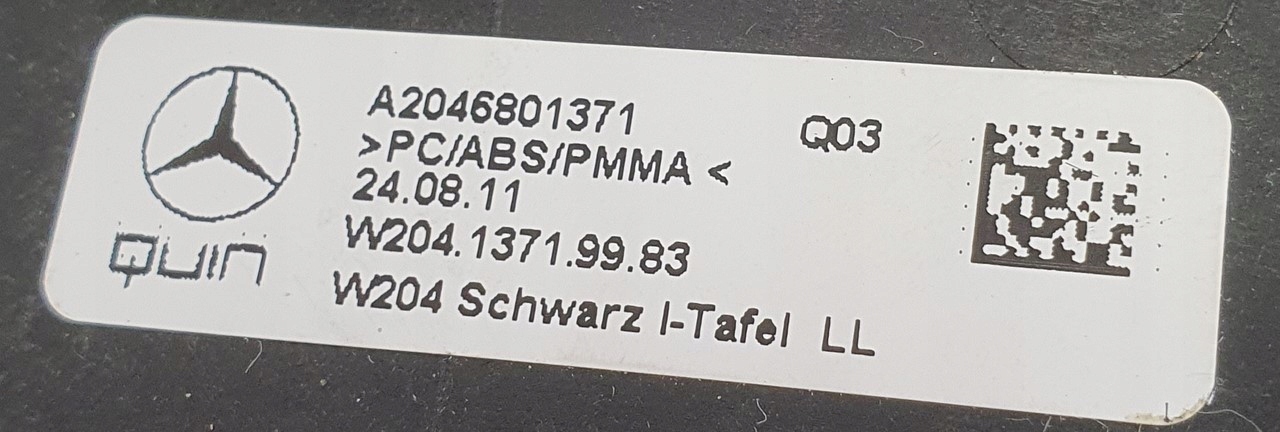 A2046801371
Q03
>PC/ABS/PMMA <
24.08.11
W204.1371.99.83
W204 Schwarz I-Tafel LL
QUIN